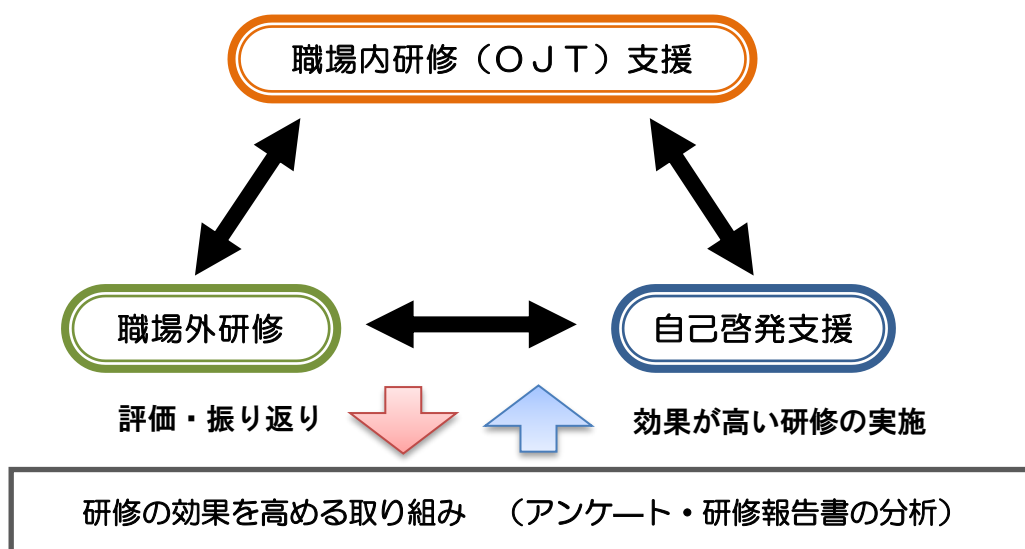 職場内研修（ＯＪＴ）支援
職場外研修
自己啓発支援
評価・振り返り
効果が高い研修の実施
研修の効果を高める取り組み　（アンケート・研修報告書の分析）